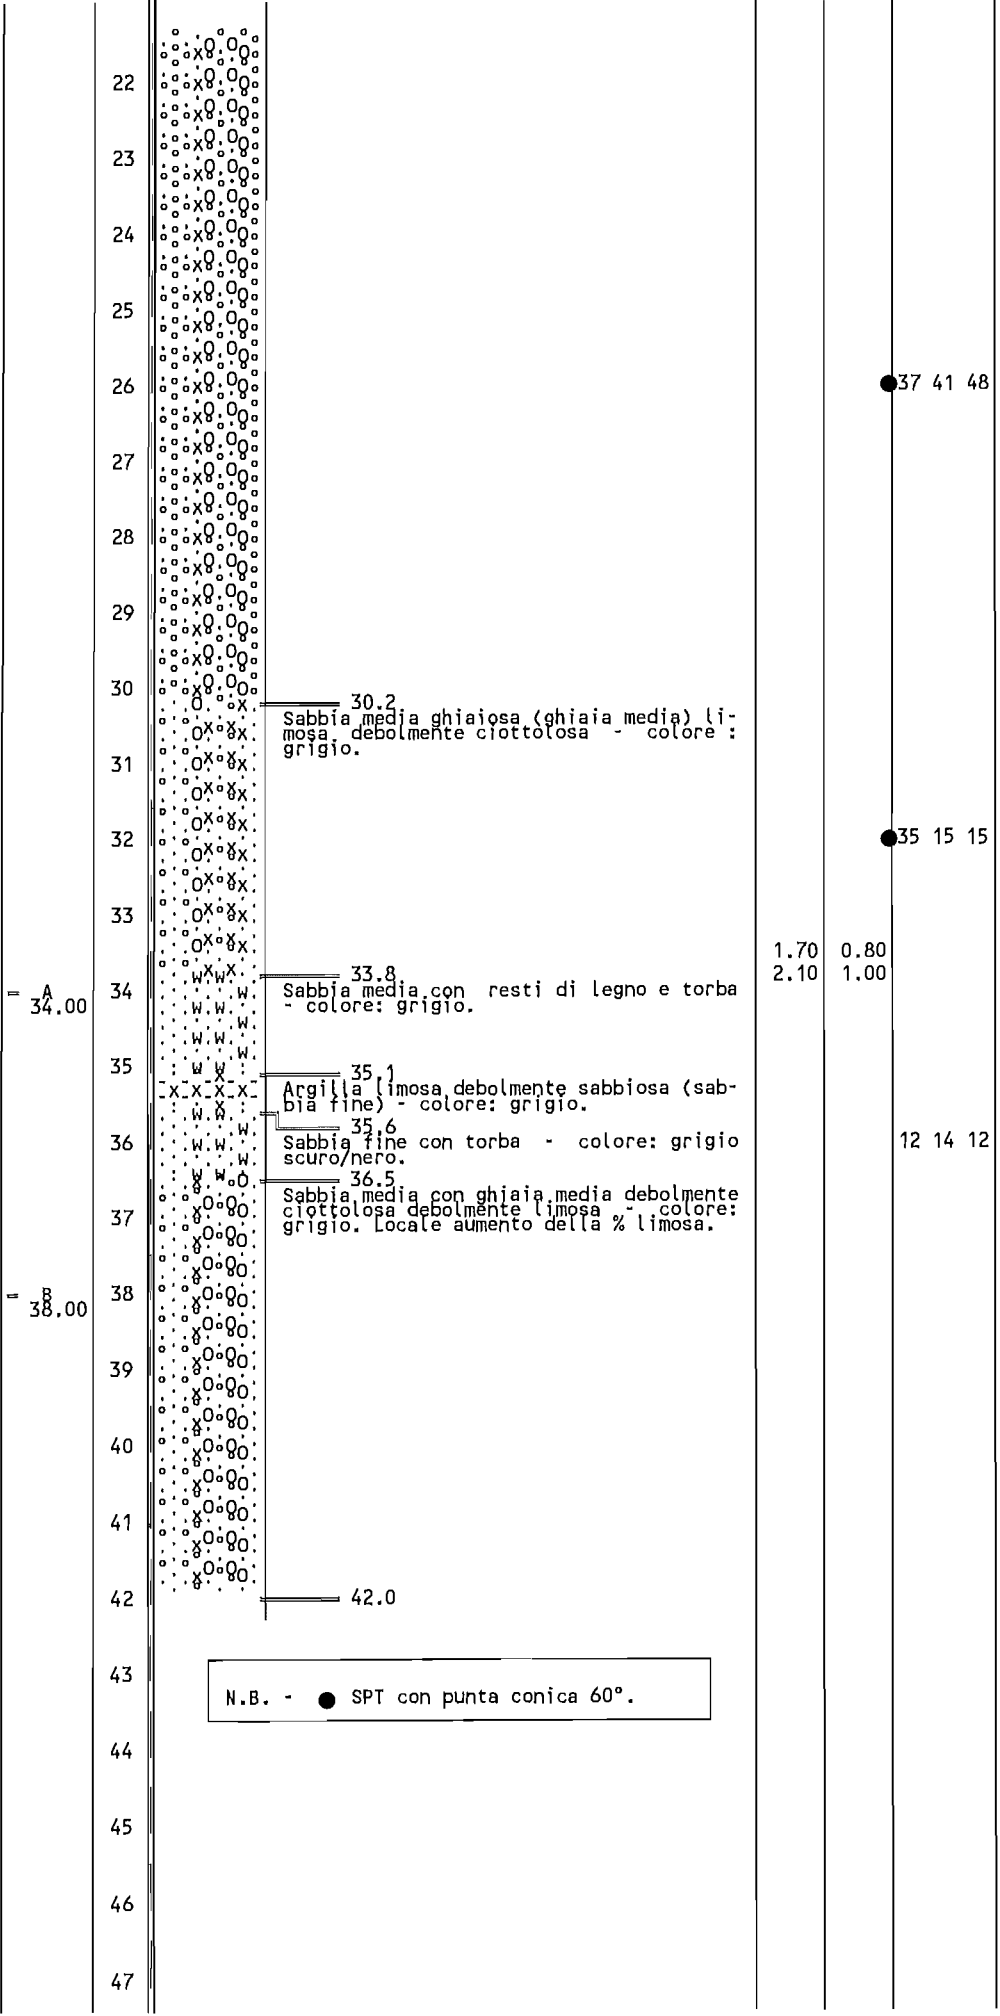 22
23
24
25
26
37 41 48
27
28
29
30
30.2
Sabbia media ghiaiosa (ghiaia media) li-
mosa debolmente ciottolosa - colore :
grigio.
31
32
35 15 15
33
1.70 0.80
2.10 1.00
33.8
A
34.00
34
Sabbia media con resti di legno e torba
- colore: grigio.
35
35.1
Argilla limosa debolmente sabbiosa (sab-
bia fine) - colore: grigio.
35.6
36
12 14 12
Sabbia fine con torba - colore: grigio
scuro/nero.
36.5
Sabbia media con ghiaia media debolmente
ciottolosa debolmente limosa - colore:
grigio. Locale aumento della % limosa.
37
B
38.00
38
39
40
41
42
42.0
43
N.B. - ● SPT con punta conica 60°.
44
45
46
47